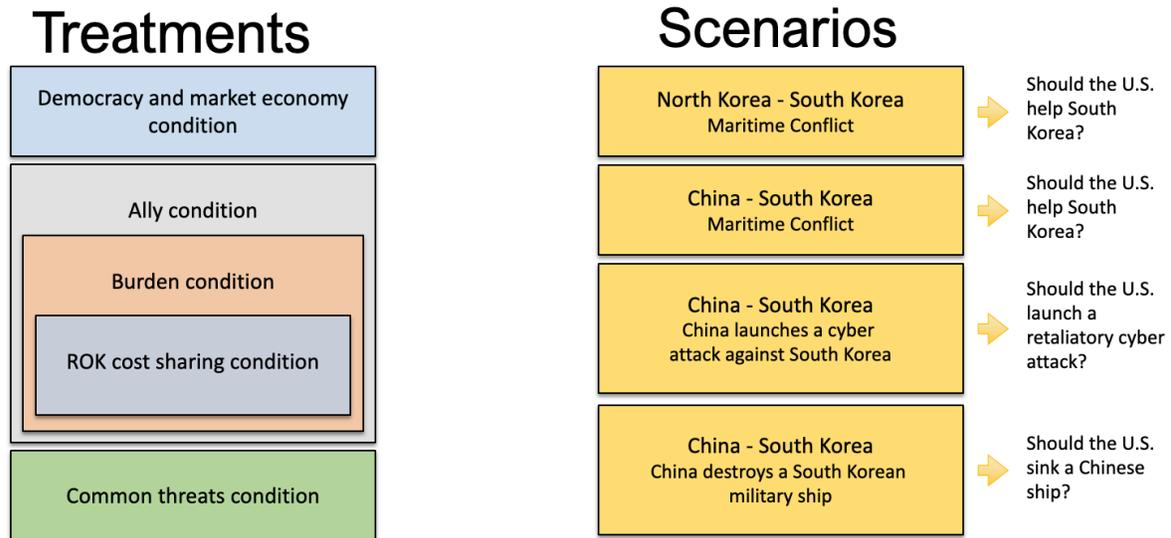 Treatments
Democracy and market economy
condition
Ally condition
Burden condition
ROK cost sharing condition
Common threats condition
Scenarios
North Korea - South Korea
Maritime Conflict
Should the U.S.
help South
Korea?
China - South Korea
Maritime Conflict
Should the U.S.
help South
Korea?
China - South Korea
China launches a cyber
attack against South Korea
Should the U.S.
launch a
retaliatory cyber
attack?
China - South Korea
China destroys a South Korean
military ship
Should the U.S.
sink a Chinese
ship?